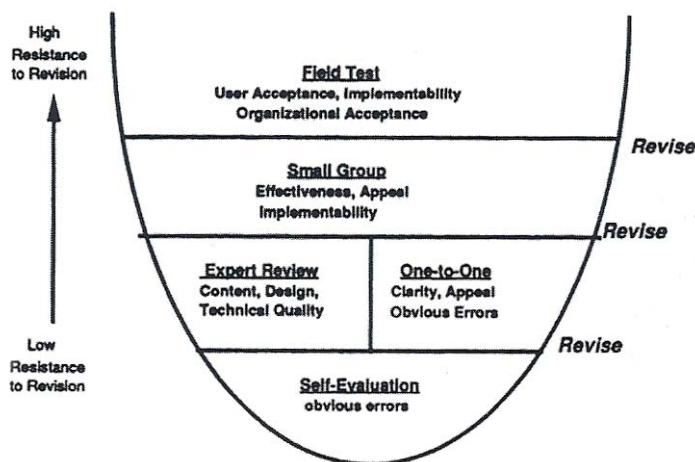 High
Resistance
to Revision
Field Test
User Acceptance, Implementability
Organizational Acceptance
Revise
Small Group
Effectiveness, Appeal
Implementability
Revise
Expert Review
Content, Design,
Technical Quality
One-to-One
Clarity, Appeal
Obvious Errors
Revise
Low
Resistance
to Revision
Self-Evaluation
obvious errors